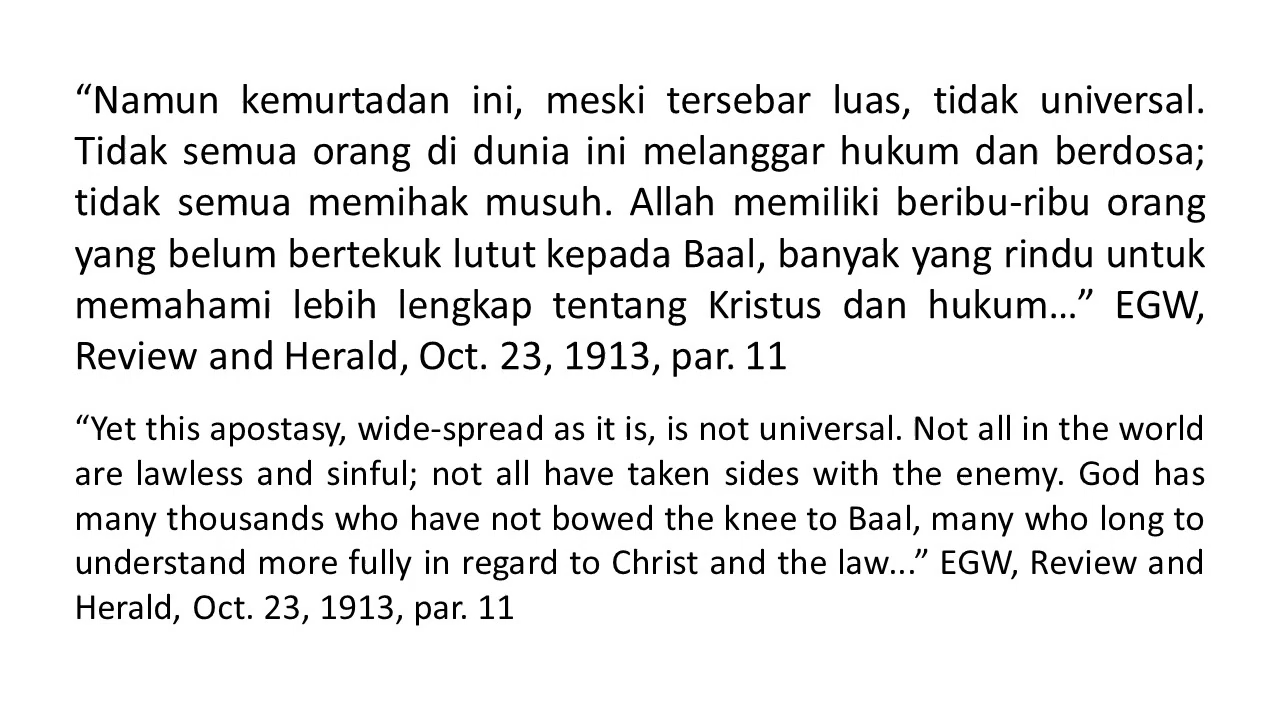 “Namun kemurtadan ini, meski tersebar luas, tidak universal.
Tidak semua orang di dunia ini melanggar hukum dan berdosa;
tidak semua memihak musuh. Allah memiliki beribu-ribu orang
yang belum bertekuk lutut kepada Baal, banyak yang rindu untuk
memahami lebih lengkap tentang Kristus dan hukum…” EGW,
Review and Herald, Oct. 23, 1913, par. 11
“Yet this apostasy, wide-spread as it is, is not universal. Not all in the world
are lawless and sinful; not all have taken sides with the enemy. God has
many thousands who have not bowed the knee to Baal, many who long to
understand more fully in regard to Christ and the law...” EGW, Review and
Herald, Oct. 23, 1913, par. 11